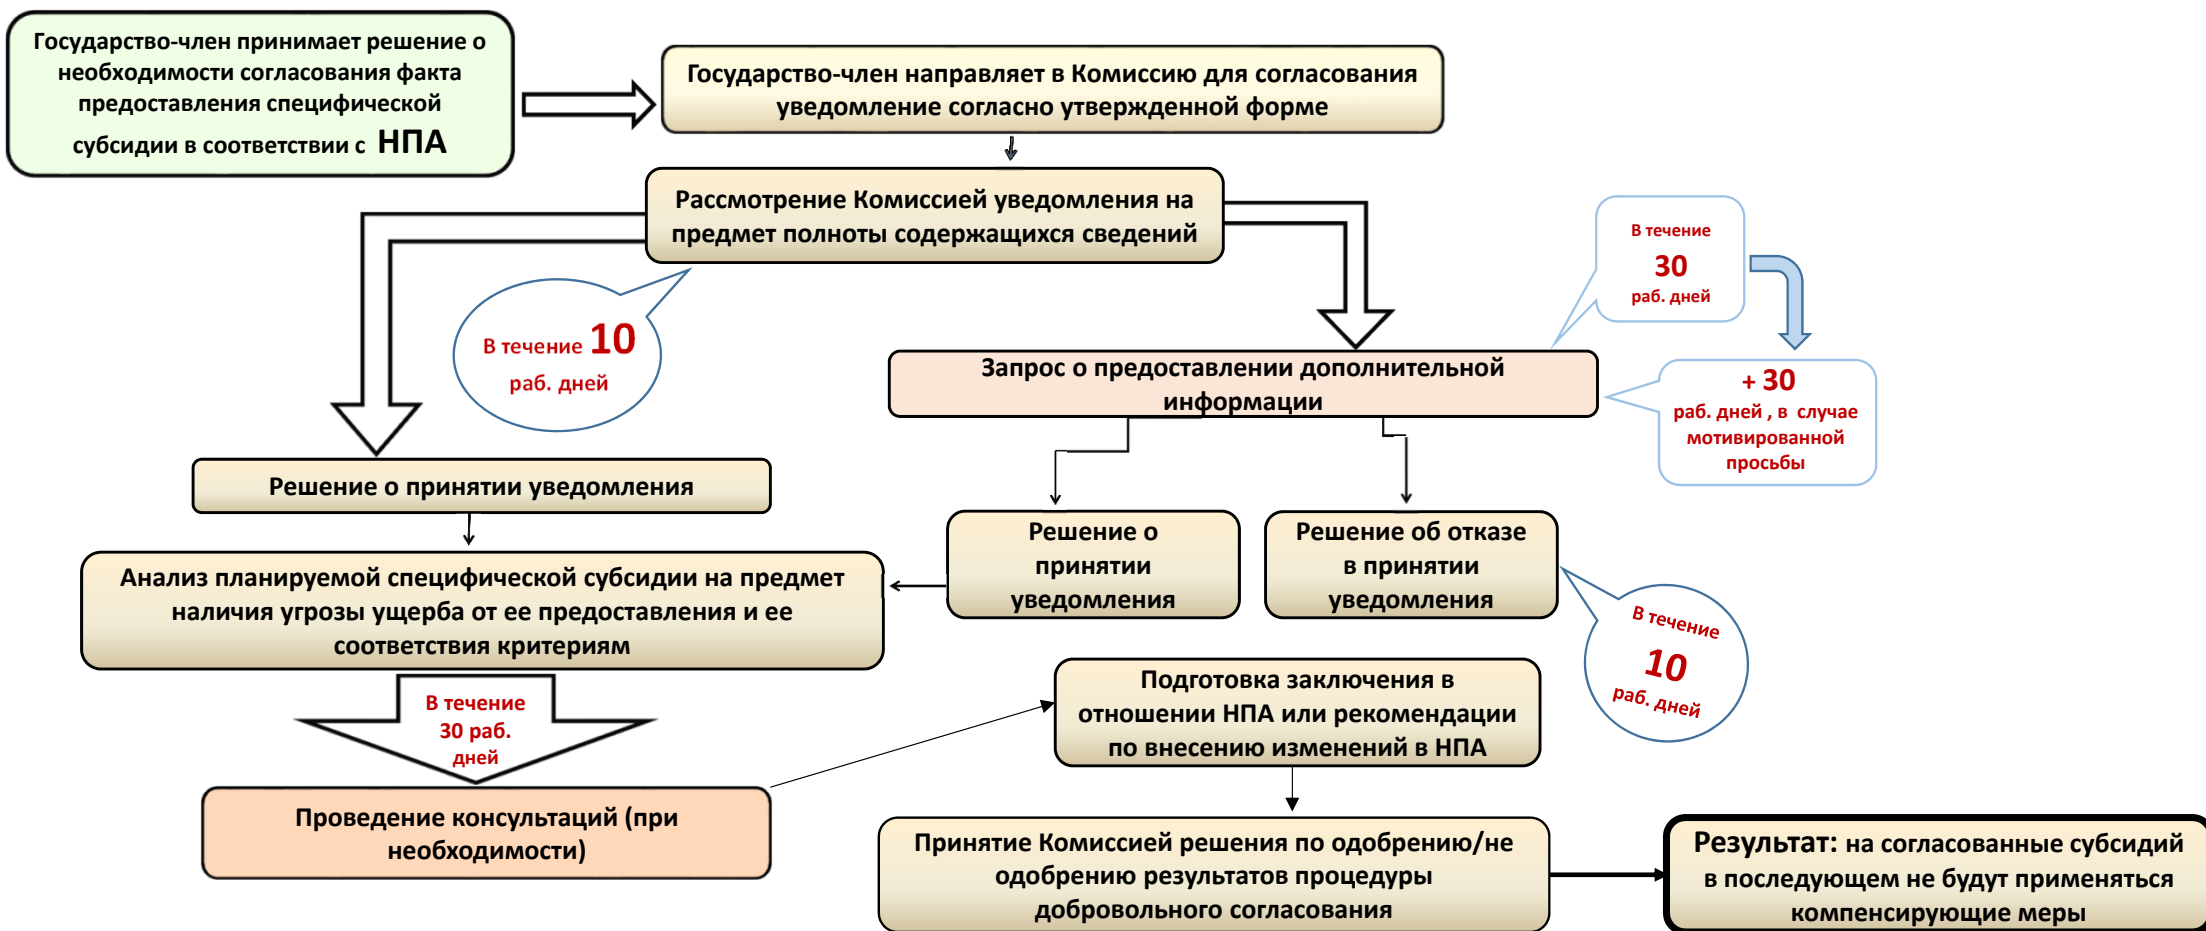 Государство-член принимает решение о
необходимости согласования факта
предоставления специфической
субсидии в соответствии с НПА
Государство-член направляет в Комиссию для согласования
уведомление согласно утвержденной форме
Рассмотрение Комиссией уведомления на
предмет полноты содержащихся сведений
В течение
30
раб. дней
В течение 10
раб. дней
Запрос о предоставлении дополнительной
информации
+ 30
раб. дней , в случае
мотивированной
просьбы
Решение о принятии уведомления
Решение о
принятии
уведомления
Решение об отказе
в принятии
уведомления
Анализ планируемой специфической субсидии на предмет
наличия угрозы ущерба от ее предоставления и ее
соответствия критериям
В течение
10
раб. дней
В течение
30 раб.
дней
Подготовка заключения в
отношении НПА или рекомендации
по внесению изменений в НПА
Проведение консультаций (при
необходимости)
Принятие Комиссией решения по одобрению/не
одобрению результатов процедуры
добровольного согласования
Результат: на согласованные субсидий
в последующем не будут применяться
компенсирующие меры